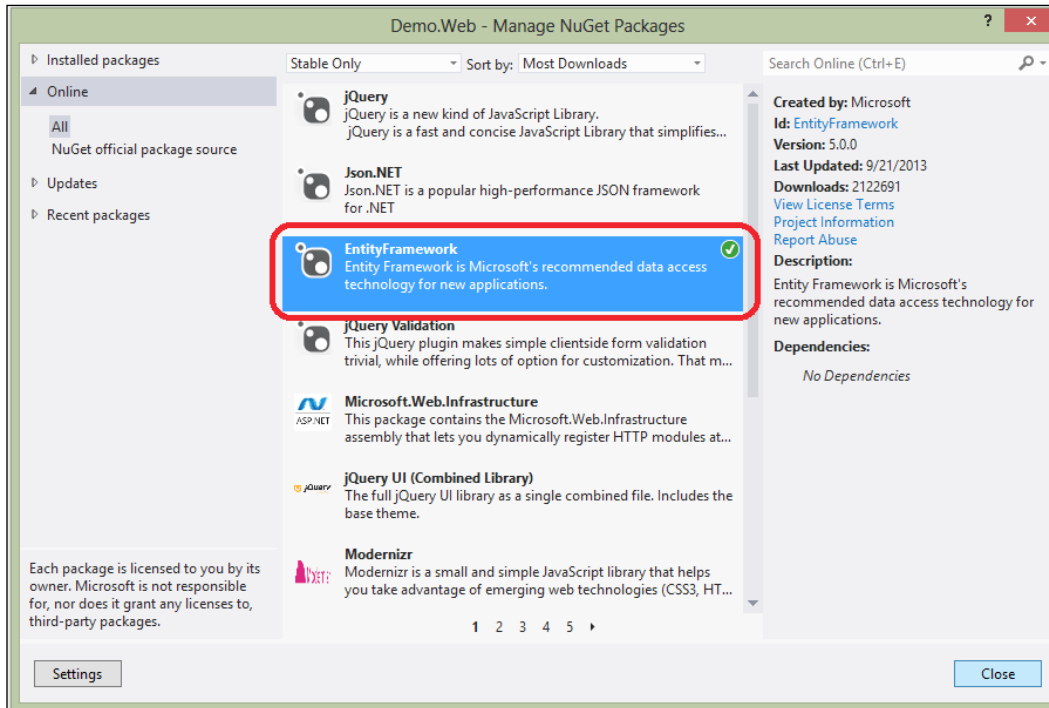 Demo.Web - Manage NuGet Packages
?
×
Installed packages
Online
All
NuGet official package source
Updates
Recent packages
Each package is licensed to you by its
owner. Microsoft is not responsible
for, nor does it grant any licenses to,
third-party packages.
Settings
Stable Only
Sort by: Most Downloads
jQuery
jQuery is a new kind of JavaScript Library.
jQuery is a fast and concise JavaScript Library that simplifies...
Json.NET
Json.NET is a popular high-performance JSON framework
for .NET
EntityFramework
Entity Framework is Microsoft's recommended data access
technology for new applications.
jQuery Validation
This jQuery plugin makes simple clientside form validation
trivial, while offering lots of option for customization. That m...
ASP.NET
Microsoft.Web.Infrastructure
This package contains the Microsoft.Web.Infrastructure
assembly that lets you dynamically register HTTP modules at...
jQuery
jQuery UI (Combined Library)
The full jQuery UI library as a single combined file. Includes the
base theme.
Modernizr
Modernizr is a small and simple JavaScript library that helps
you take advantage of emerging web technologies (CSS3, HT...
1 2 3 4 5
Search Online (Ctrl+E)
Created by: Microsoft
Id: EntityFramework
Version: 5.0.0
Last Updated: 9/21/2013
Downloads: 2122691
View License Terms
Project Information
Report Abuse
Description:
Entity Framework is Microsoft's
recommended data access technology for
new applications.
Dependencies:
No Dependencies
Close